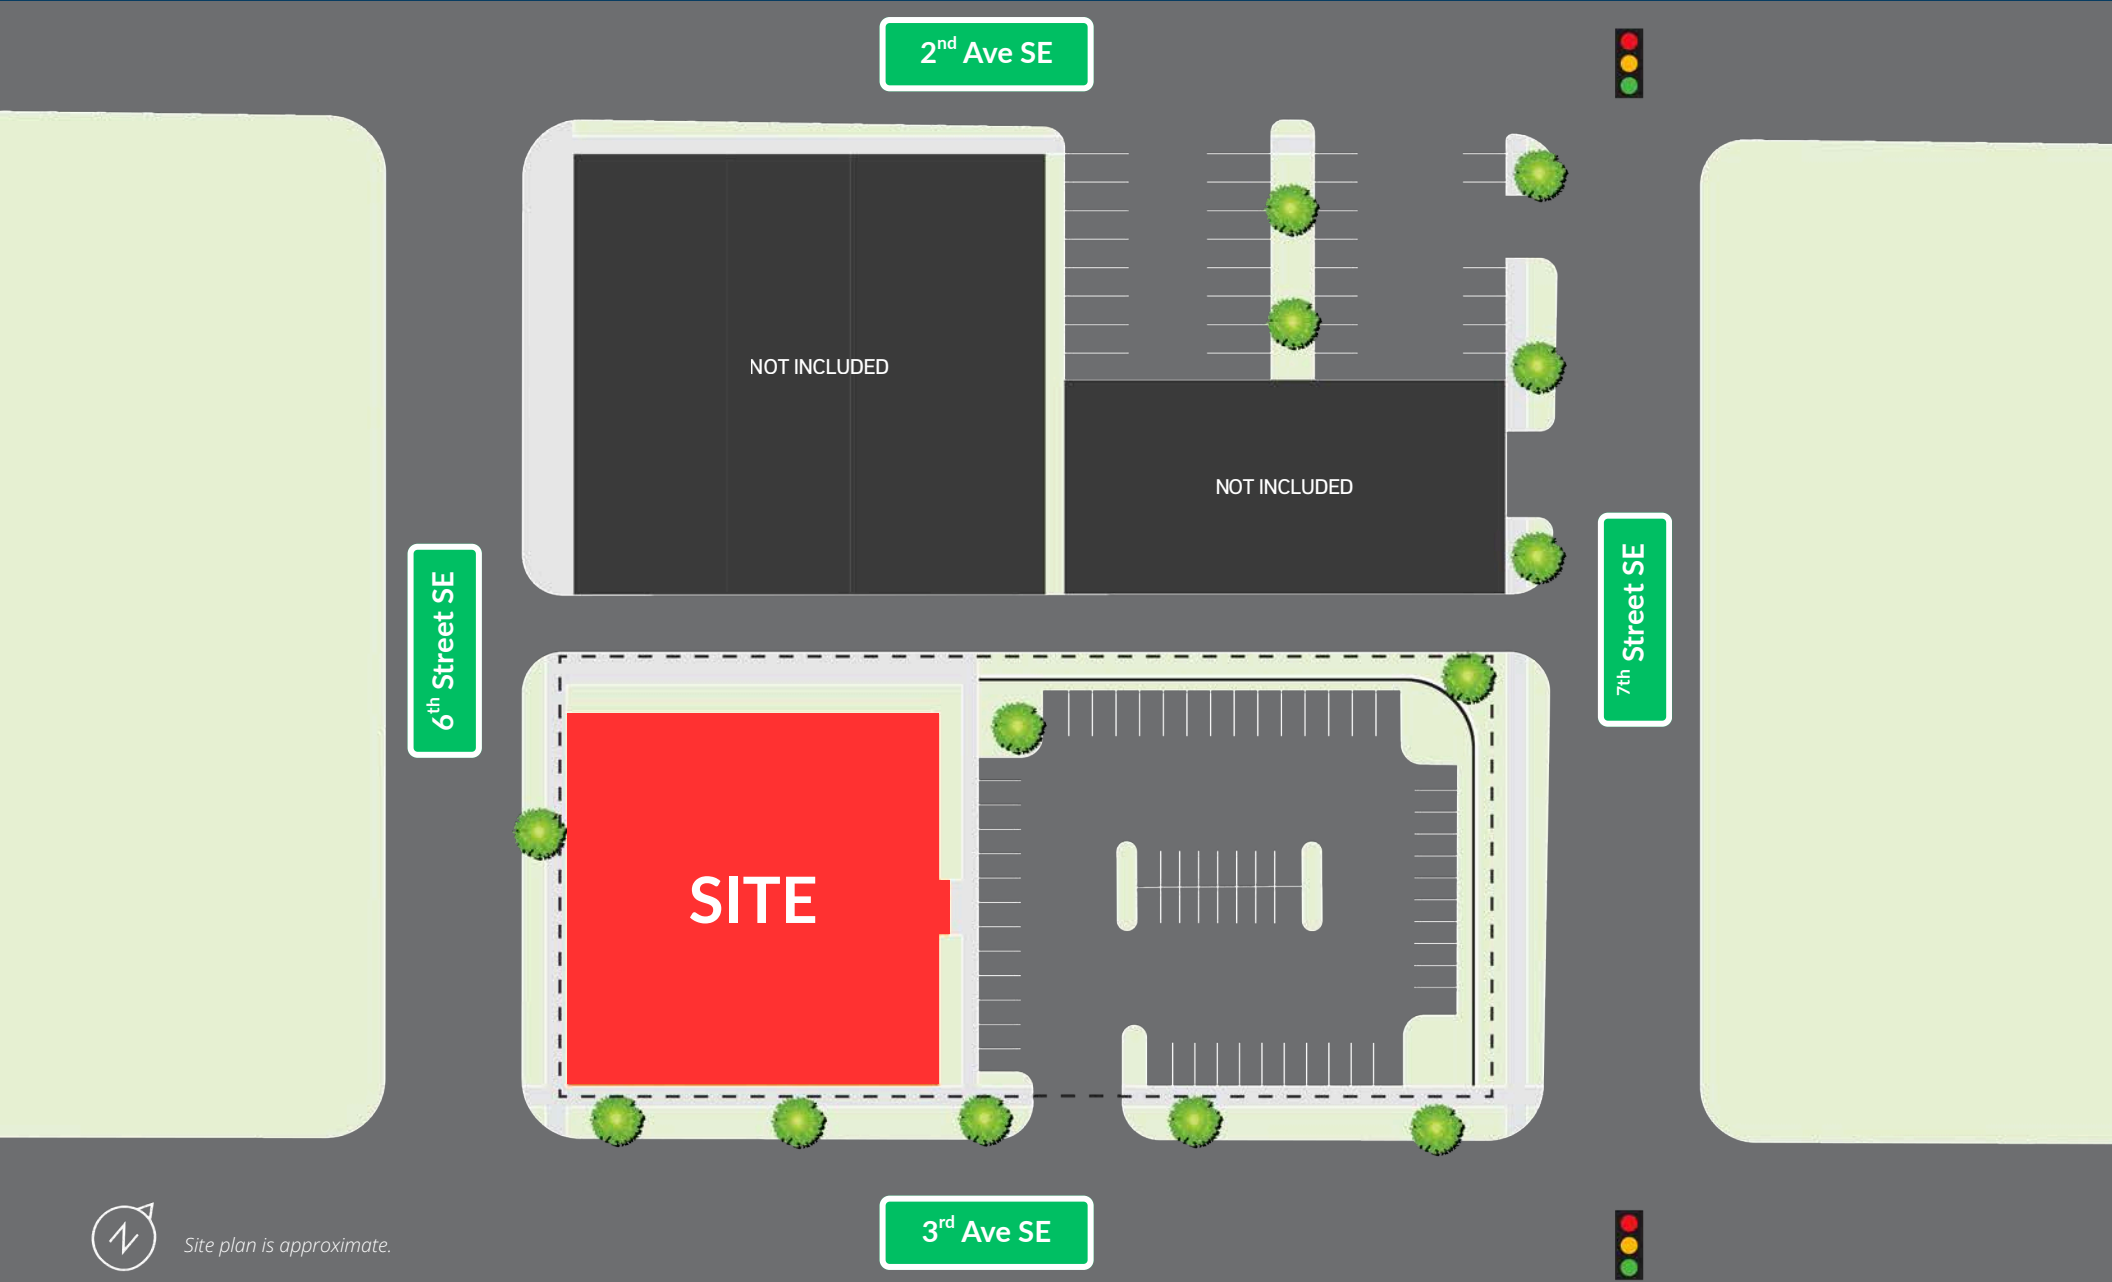 2nd Ave SE
NOT INCLUDED
NOT INCLUDED
6th Street SE
7th Street SE
SITE
3rd Ave SE
N
Site plan is approximate.